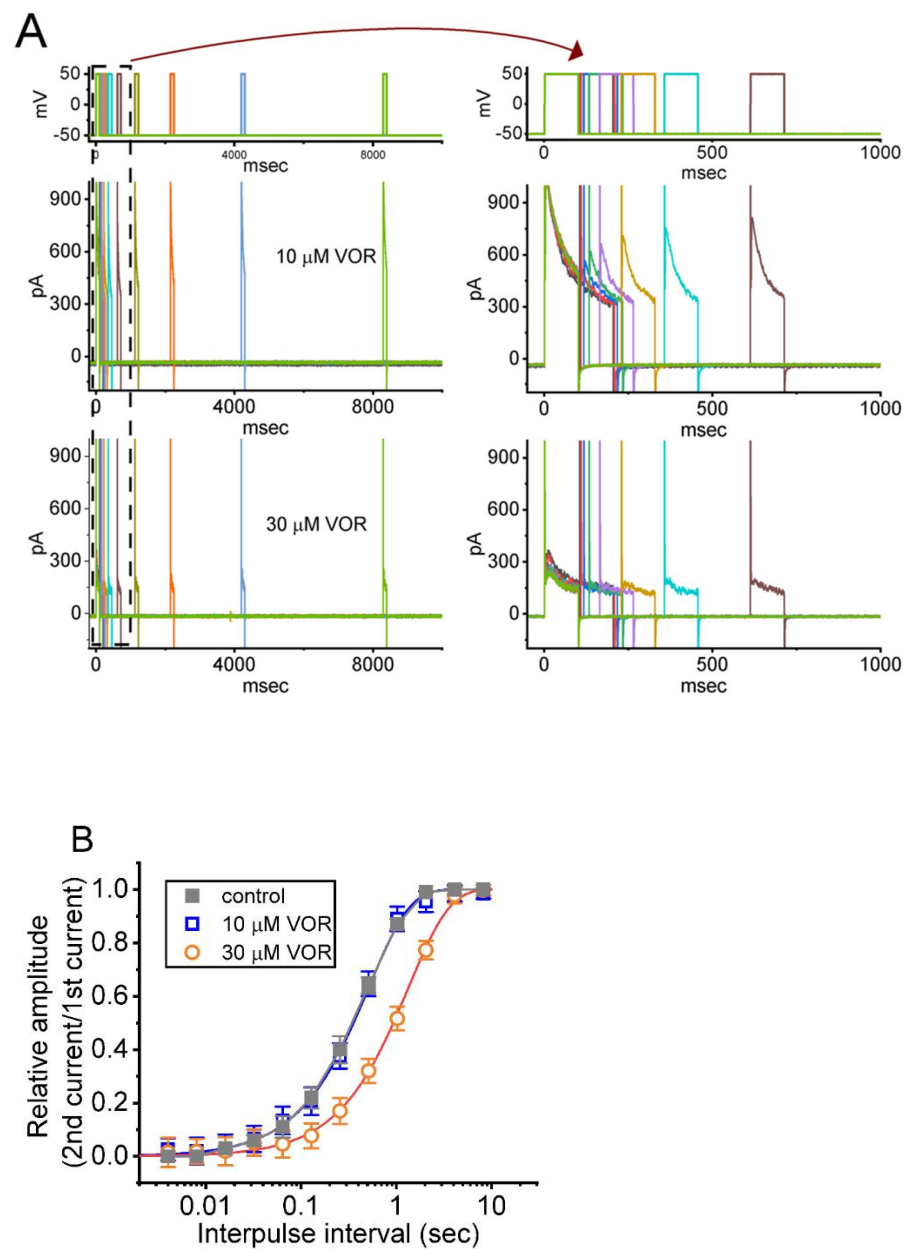 A
50
0
-50
mV
0 4000 8000
msec
50
0
-50
mV
0 500 1000
msec
900
600
300
0
pA
10 μM VOR
0 4000 8000
msec
900
600
300
0
pA
0 500 1000
msec
900
600
300
0
pA
30 μM VOR
0 4000 8000
msec
900
600
300
0
pA
0 500 1000
msec
B
control
10 μM VOR
30 μM VOR
1.0
0.8
0.6
0.4
0.2
0.0
Relative amplitude
(2nd current/1st current)
0.01 0.1 1 10
Interpulse interval (sec)